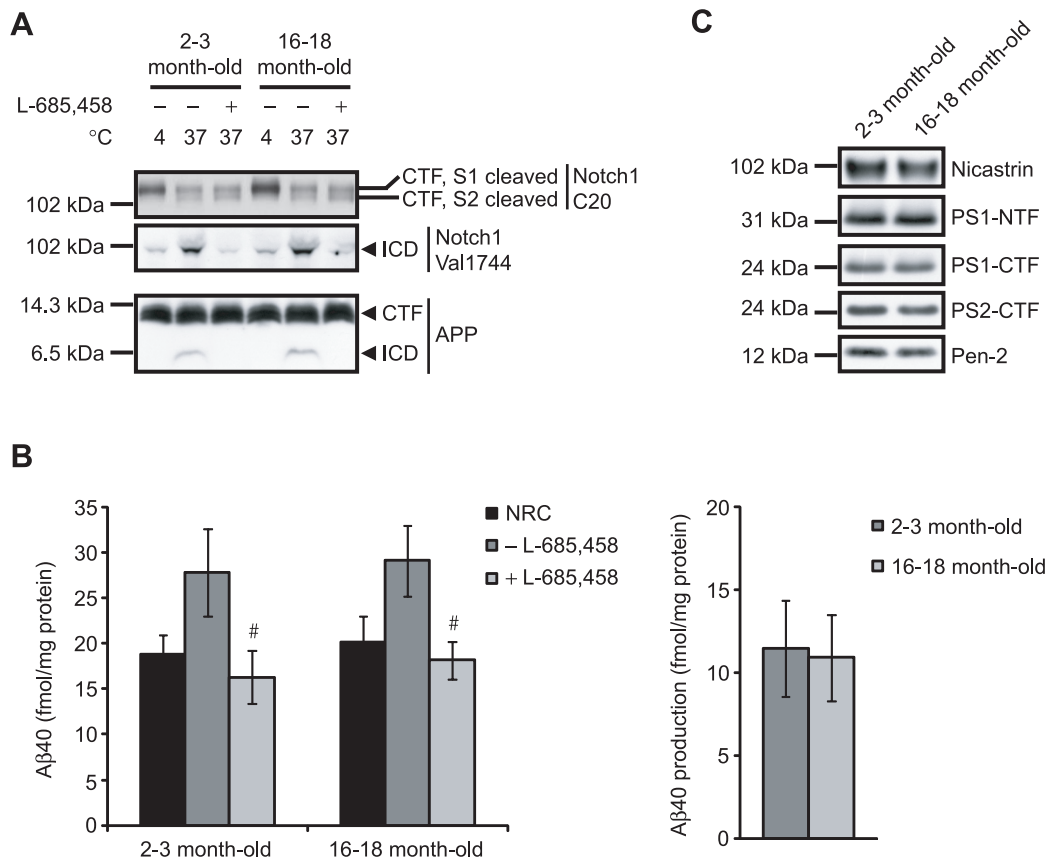 A
2-3
month-old
16-18
month-old
L-685,458 – – + – – +
°C 4 37 37 4 37 37
102 kDa
CTF, S1 cleaved
CTF, S2 cleaved
Notch1
C20
102 kDa
ICD
Notch1
Val1744
14.3 kDa
CTF
6.5 kDa
ICD
APP
C
2-3 month-old
16-18 month-old
102 kDa Nicastrin
31 kDa PS1-NTF
24 kDa PS1-CTF
24 kDa PS2-CTF
12 kDa Pen-2
B
Aβ40 (fmol/mg protein)
35
30
25
20
15
10
5
0
NRC
– L-685,458
+ L-685,458
#
#
2-3 month-old
16-18 month-old
Aβ40 production (fmol/mg protein)
20
15
10
5
0
2-3 month-old
16-18 month-old